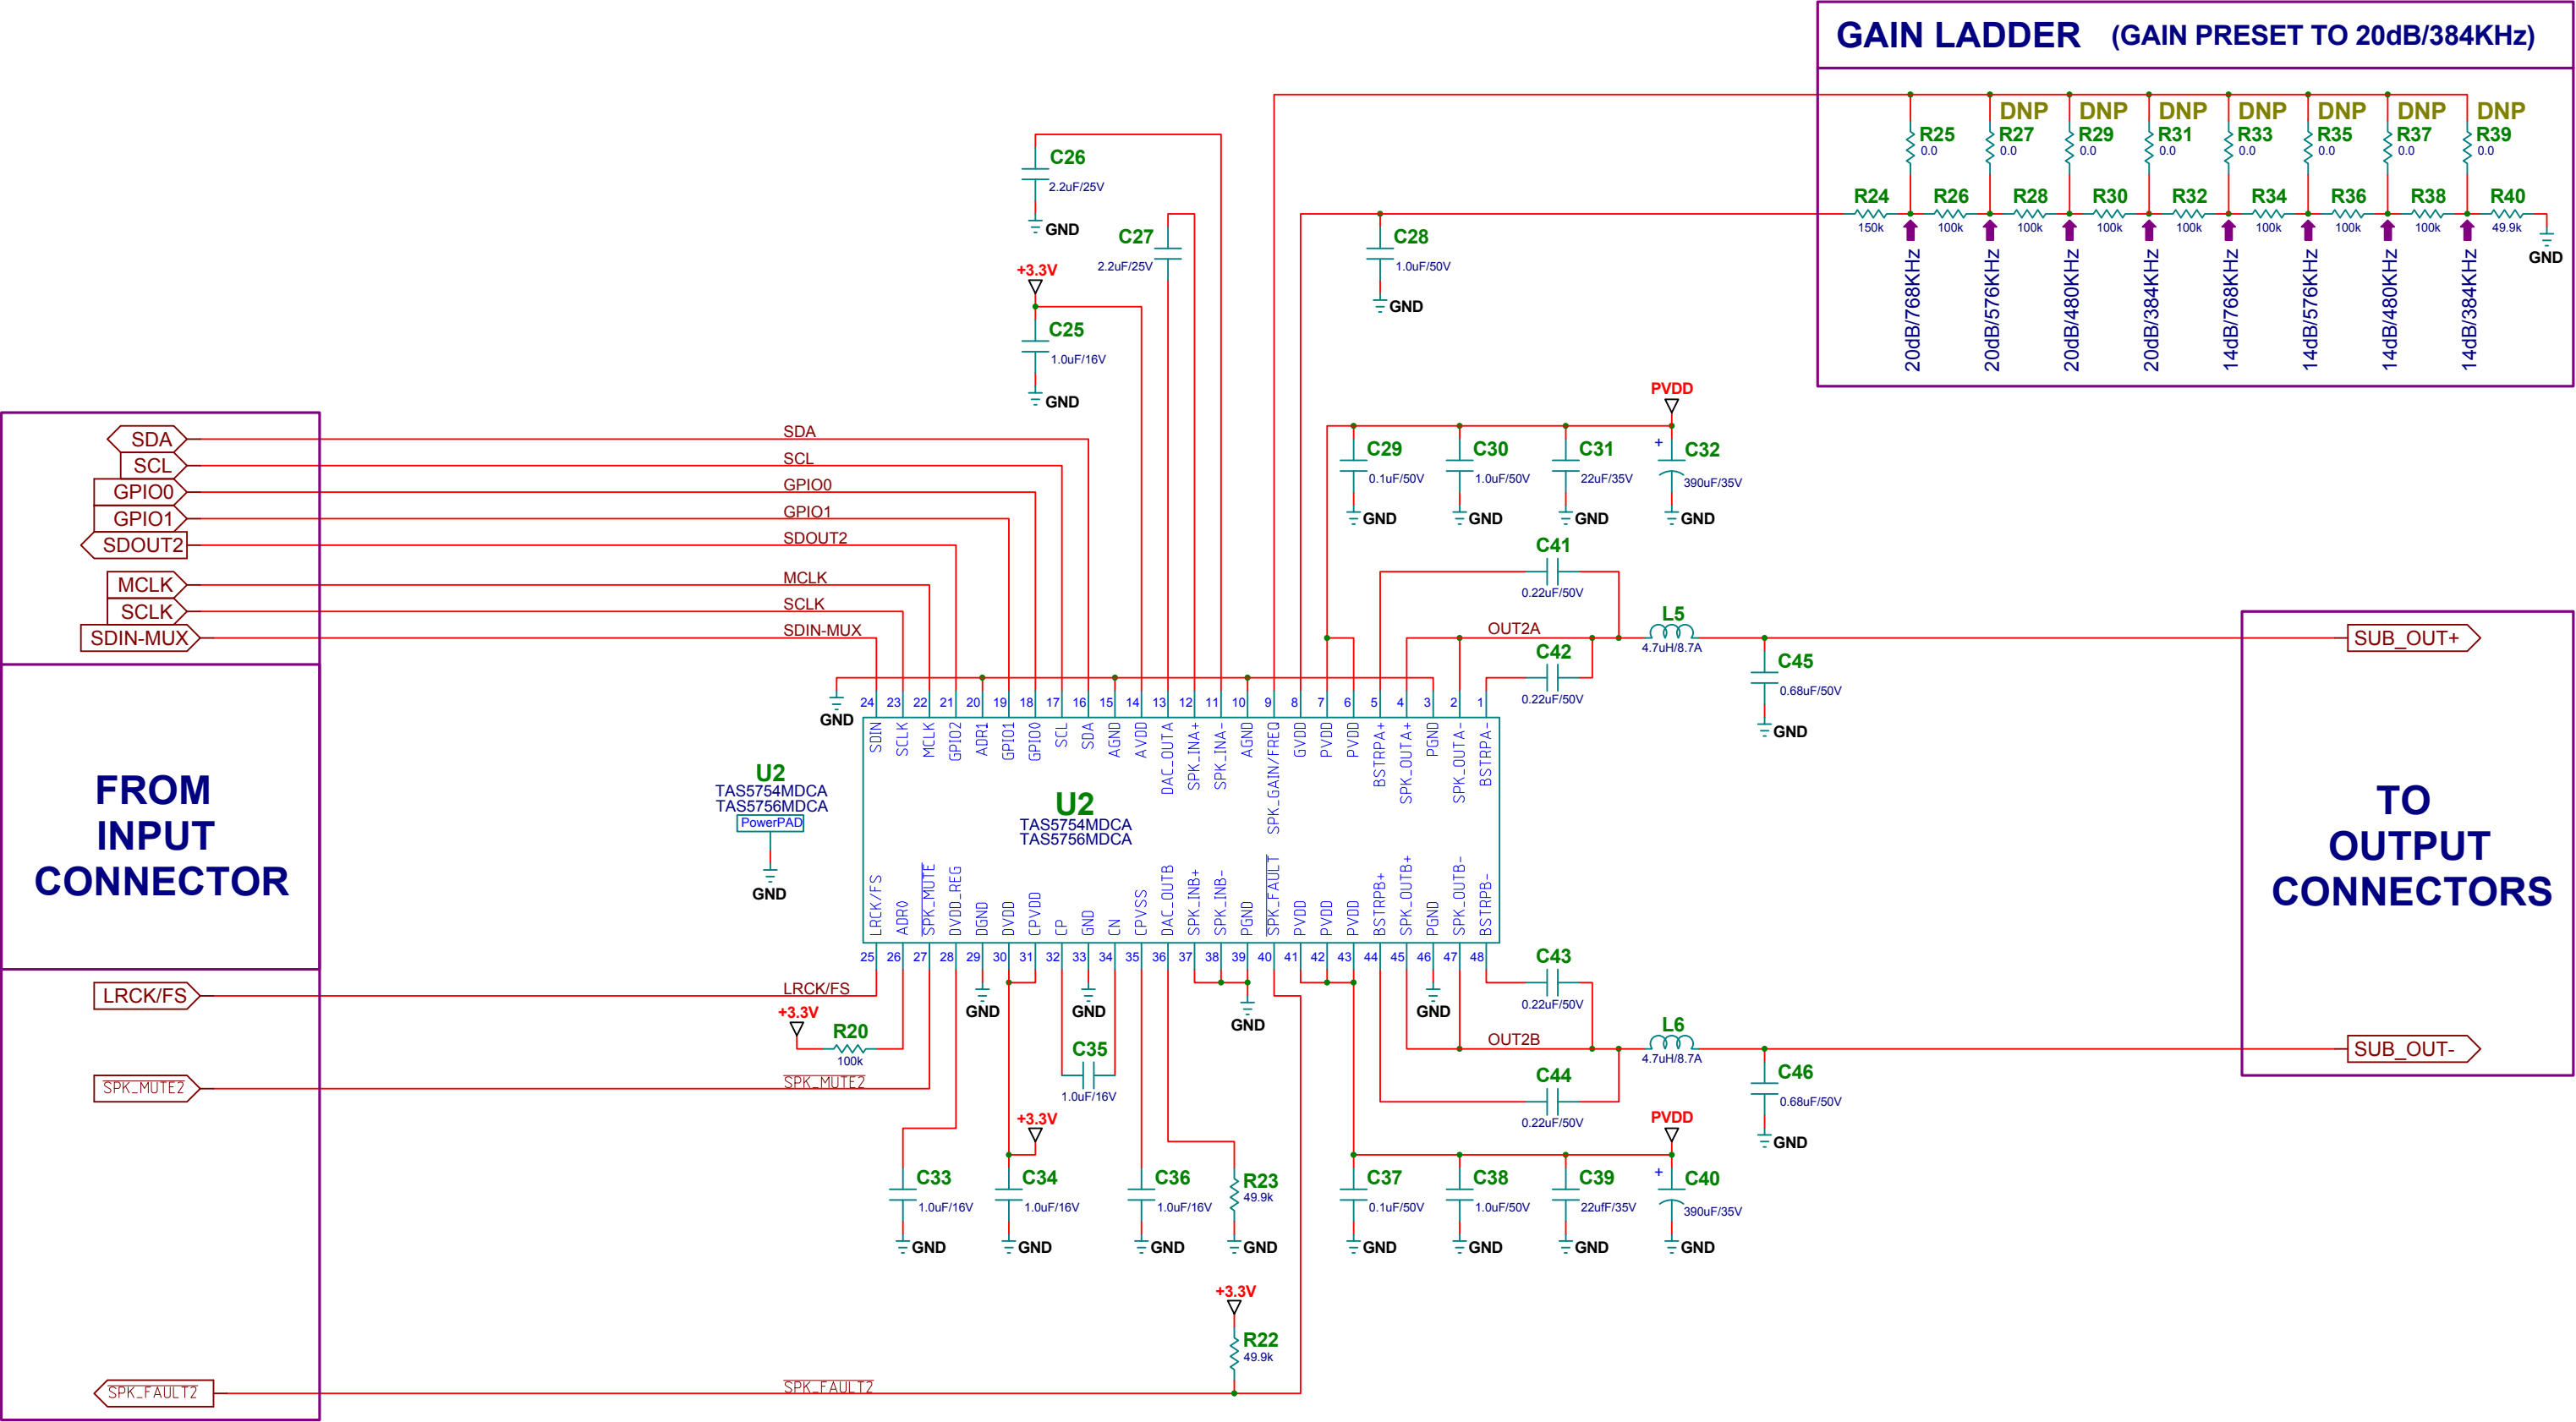 GAIN LADDER (GAIN PRESET TO 20dB/384KHz)
DNP DNP DNP DNP DNP DNP DNP
R25 R27 R29 R31 R33 R35 R37 R39
0.0 0.0 0.0 0.0 0.0 0.0 0.0 0.0
R24 R26 R28 R30 R32 R34 R36 R38 R40
150k 100k 100k 100k 100k 100k 100k 100k 49.9k
GND
20dB/768KHz
20dB/576KHz
20dB/480KHz
20dB/384KHz
14dB/768KHz
14dB/576KHz
14dB/480KHz
14dB/384KHz
C26
2.2uF/25V
GND
C27
2.2uF/25V
C28
1.0uF/50V
GND
+3.3V
C25
1.0uF/16V
GND
PVDD
C29
0.1uF/50V
GND
C30
1.0uF/50V
GND
C31
22uF/35V
GND
+
C32
390uF/35V
GND
SDA SDA
SCL SCL
GPIO0 GPIO0
GPIO1 GPIO1
SDOUT2 SDOUT2
MCLK MCLK
SCLK SCLK
SDIN-MUX SDIN-MUX
C41
0.22uF/50V
OUT2A
L5
4.7uH/8.7A
C42
0.22uF/50V
C45
0.68uF/50V
GND
SUB_OUT+
GND
24 23 22 21 20 19 18 17 16 15 14 13 12 11 10 9 8 7 6 5 4 3 2 1
SDIN
SCLK
MCLK
GPIO2
ADR1
GPIO1
GPIO0
SCL
SDA
AGND
AVDD
DAC_OUTA
SPK_INA+
SPK_INA-
AGND
SPK_GAIN/FREQ
GVDD
PVDD
PVDD
BSTRPA+
SPK_OUTA+
PGND
SPK_OUTA-
BSTRPA-
U2
TAS5754MDCA
TAS5756MDCA
PowerPAD
GND
U2
TAS5754MDCA
TAS5756MDCA
FROM
INPUT
CONNECTOR
TO
OUTPUT
CONNECTORS
LRCK/FS
ADR0
SPK_MUTE
DVDD_REG
DGND
DVDD
CPVDD
CP
GND
CN
CPVSS
DAC_OUTB
SPK_INB+
SPK_INB-
PGND
SPK_FAULT
PVDD
PVDD
PVDD
BSTRPB+
SPK_OUTB+
PGND
SPK_OUTB-
BSTRPB-
25 26 27 28 29 30 31 32 33 34 35 36 37 38 39 40 41 42 43 44 45 46 47 48
LRCK/FS LRCK/FS
+3.3V
R20
100k
SPK_MUTE2 SPK_MUTE2
GND
GND
GND
GND
C35
1.0uF/16V
C43
0.22uF/50V
OUT2B
L6
4.7uH/8.7A
SUB_OUT-
C44
0.22uF/50V
C46
0.68uF/50V
GND
+3.3V
PVDD
C33
1.0uF/16V
GND
C34
1.0uF/16V
GND
C36
1.0uF/16V
GND
R23
49.9k
GND
C37
0.1uF/50V
GND
C38
1.0uF/50V
GND
C39
22ufF/35V
GND
+
C40
390uF/35V
GND
+3.3V
R22
49.9k
SPK_FAULT2 SPK_FAULT2